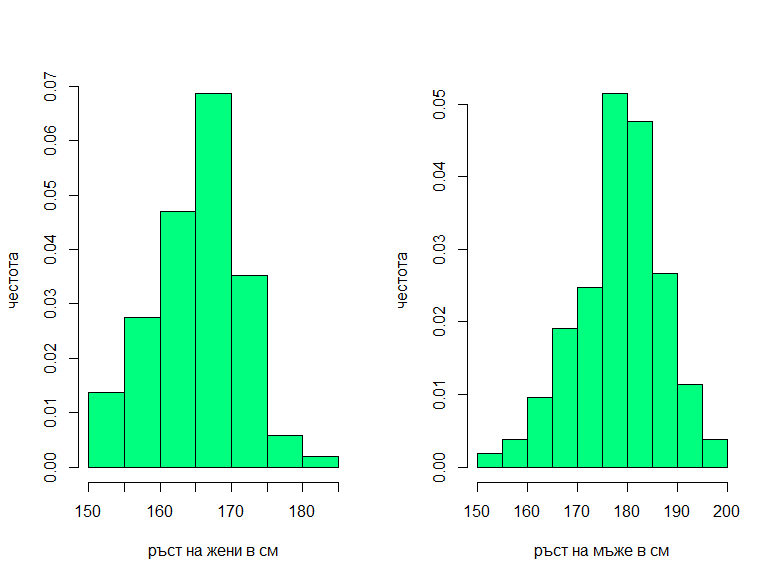 честота
0.00 0.01 0.02 0.03 0.04 0.05 0.06 0.07
150 160 170 180
ръст на жени в см
честота
0.00 0.01 0.02 0.03 0.04 0.05
150 160 170 180 190 200
ръст на мъже в см